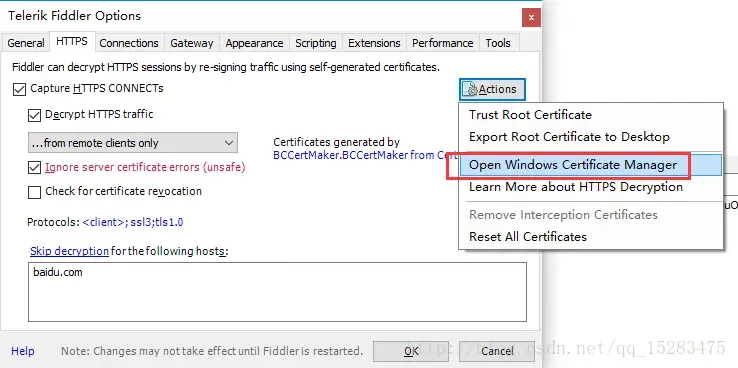 Telerik Fiddler Options
General HTTPS Connections Gateway Appearance Scripting Extensions Performance Tools
Fiddler can decrypt HTTPS sessions by re-signing traffic using self-generated certificates.
Capture HTTPS CONNECTs
Actions
Decrypt HTTPS traffic
...from remote clients only
Certificates generated by
BCCertMaker.BCCertMaker from Cert
Ignore server certificate errors (unsafe)
Check for certificate revocation
Protocols: <client>;ssl3;tls1.0
Skip decryption for the following hosts:
baidu.com
Trust Root Certificate
Export Root Certificate to Desktop
Open Windows Certificate Manager
Learn More about HTTPS Decryption
Remove Interception Certificates
Reset All Certificates
uO
Help Note: Changes may not take effect until Fiddler is restarted. OK Cancel
http://blog.csdn.net/qq_15283475